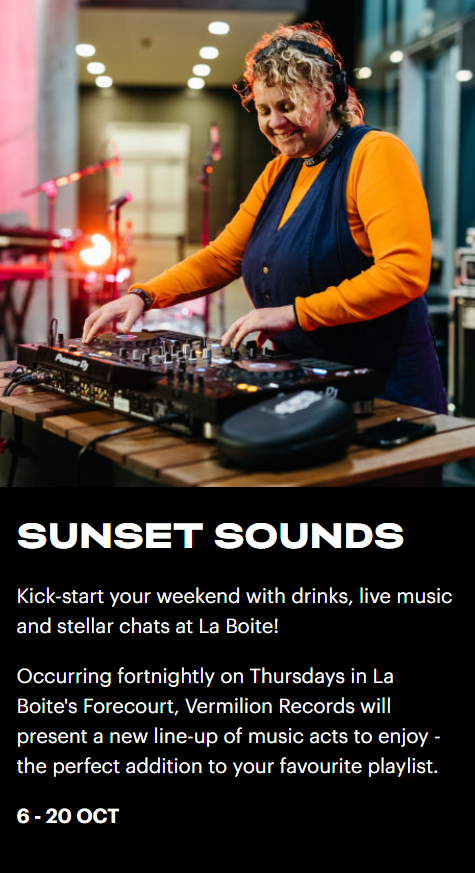 Pioneer DJ
SUNSET SOUNDS
Kick-start your weekend with drinks, live music
and stellar chats at La Boite!
Occurring fortnightly on Thursdays in La
Boite's Forecourt, Vermilion Records will
present a new line-up of music acts to enjoy -
the perfect addition to your favourite playlist.
6 - 20 OCT